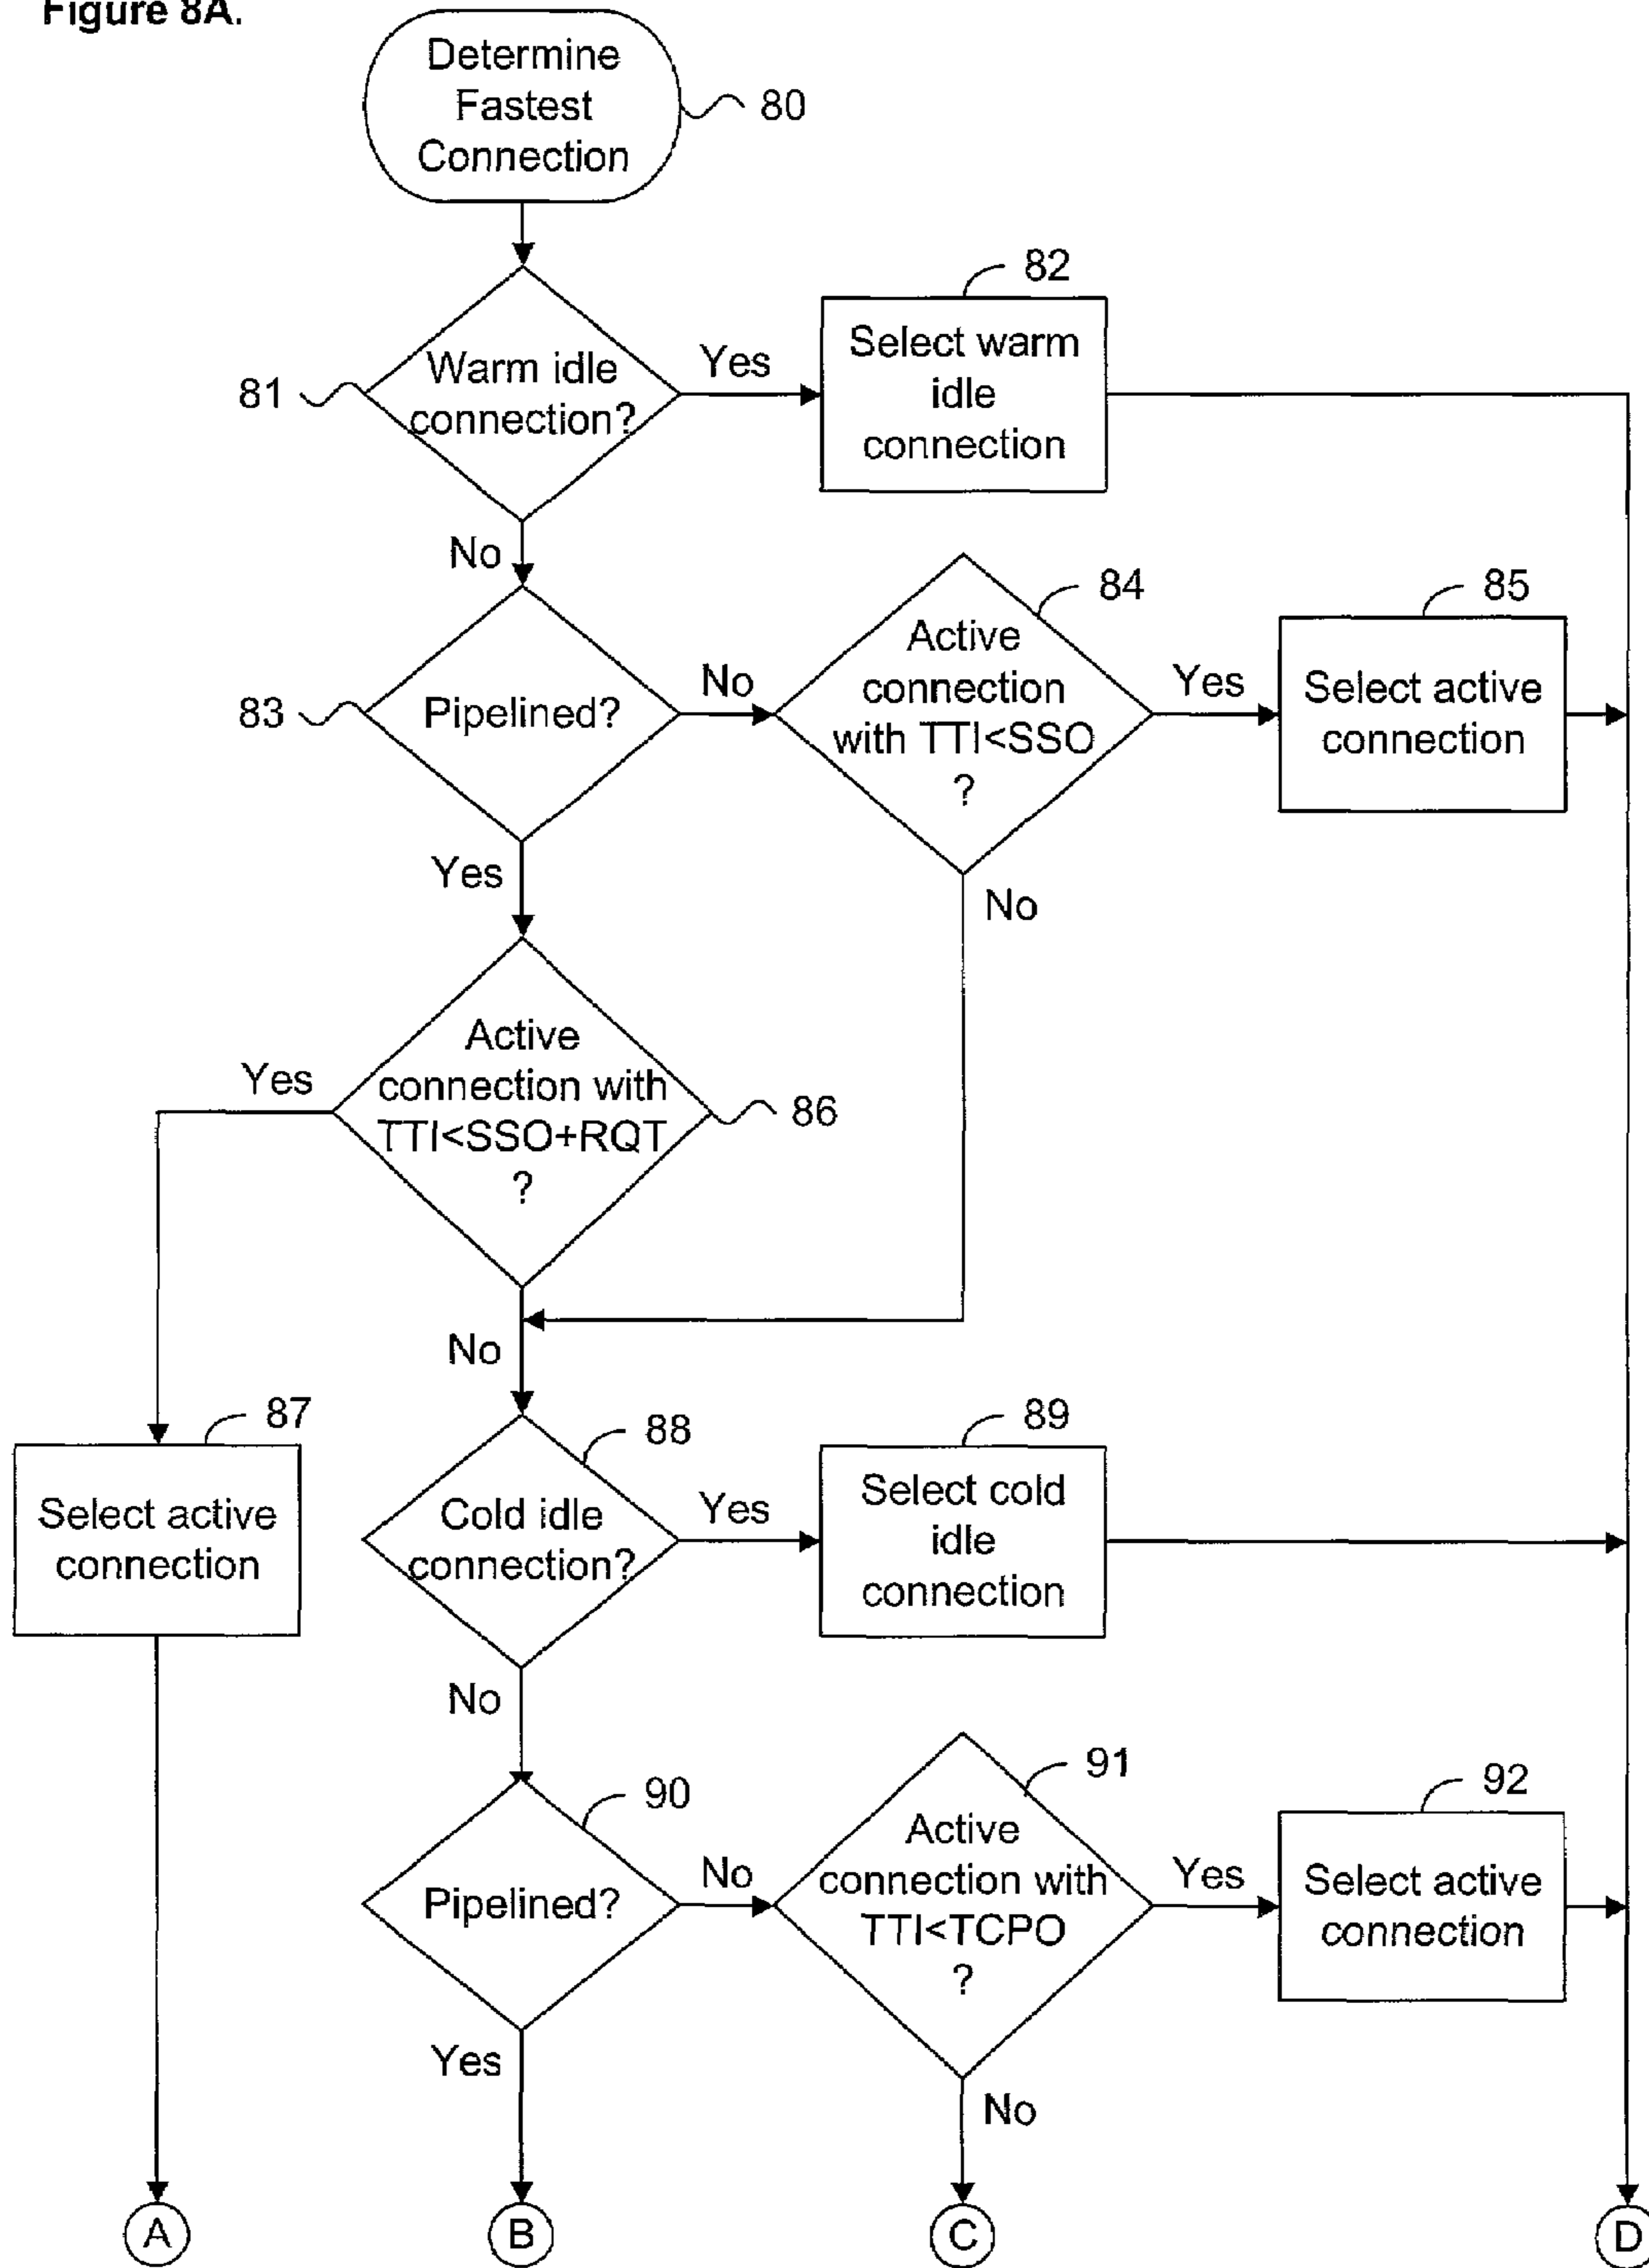 Figure 8A.
Determine
Fastest
Connection
80
82
Warm idle
connection?
81
Yes
Select warm
idle
connection
No
84
85
Pipelined?
83
No
Active
connection
with TTI<SSO
?
Yes
Select active
connection
Yes
No
Active
connection with
TTI<SSO+RQT
?
Yes
86
No
87
88
89
Select active
connection
Cold idle
connection?
Yes
Select cold
idle
connection
No
90
91
92
Pipelined?
No
Active
connection with
TTI<TCPO
?
Yes
Select active
connection
Yes
No
A
B
C
D